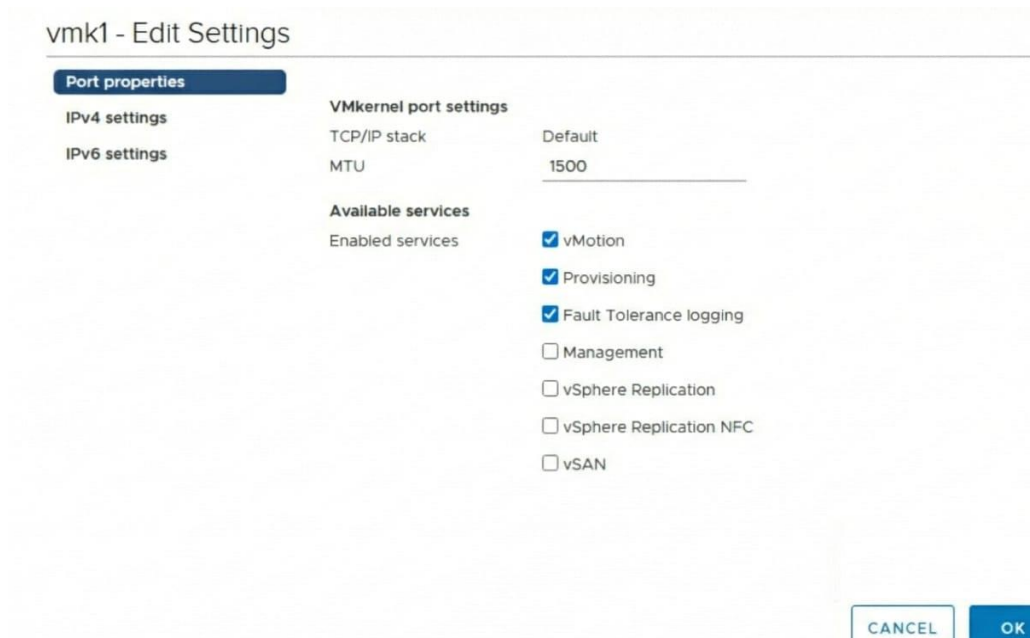 vmk1 - Edit Settings
Port properties
IPv4 settings
IPv6 settings
VMkernel port settings
TCP/IP stack Default
MTU 1500
Available services
Enabled services vMotion
Provisioning
Fault Tolerance logging
Management
vSphere Replication
vSphere Replication NFC
vSAN
CANCEL OK